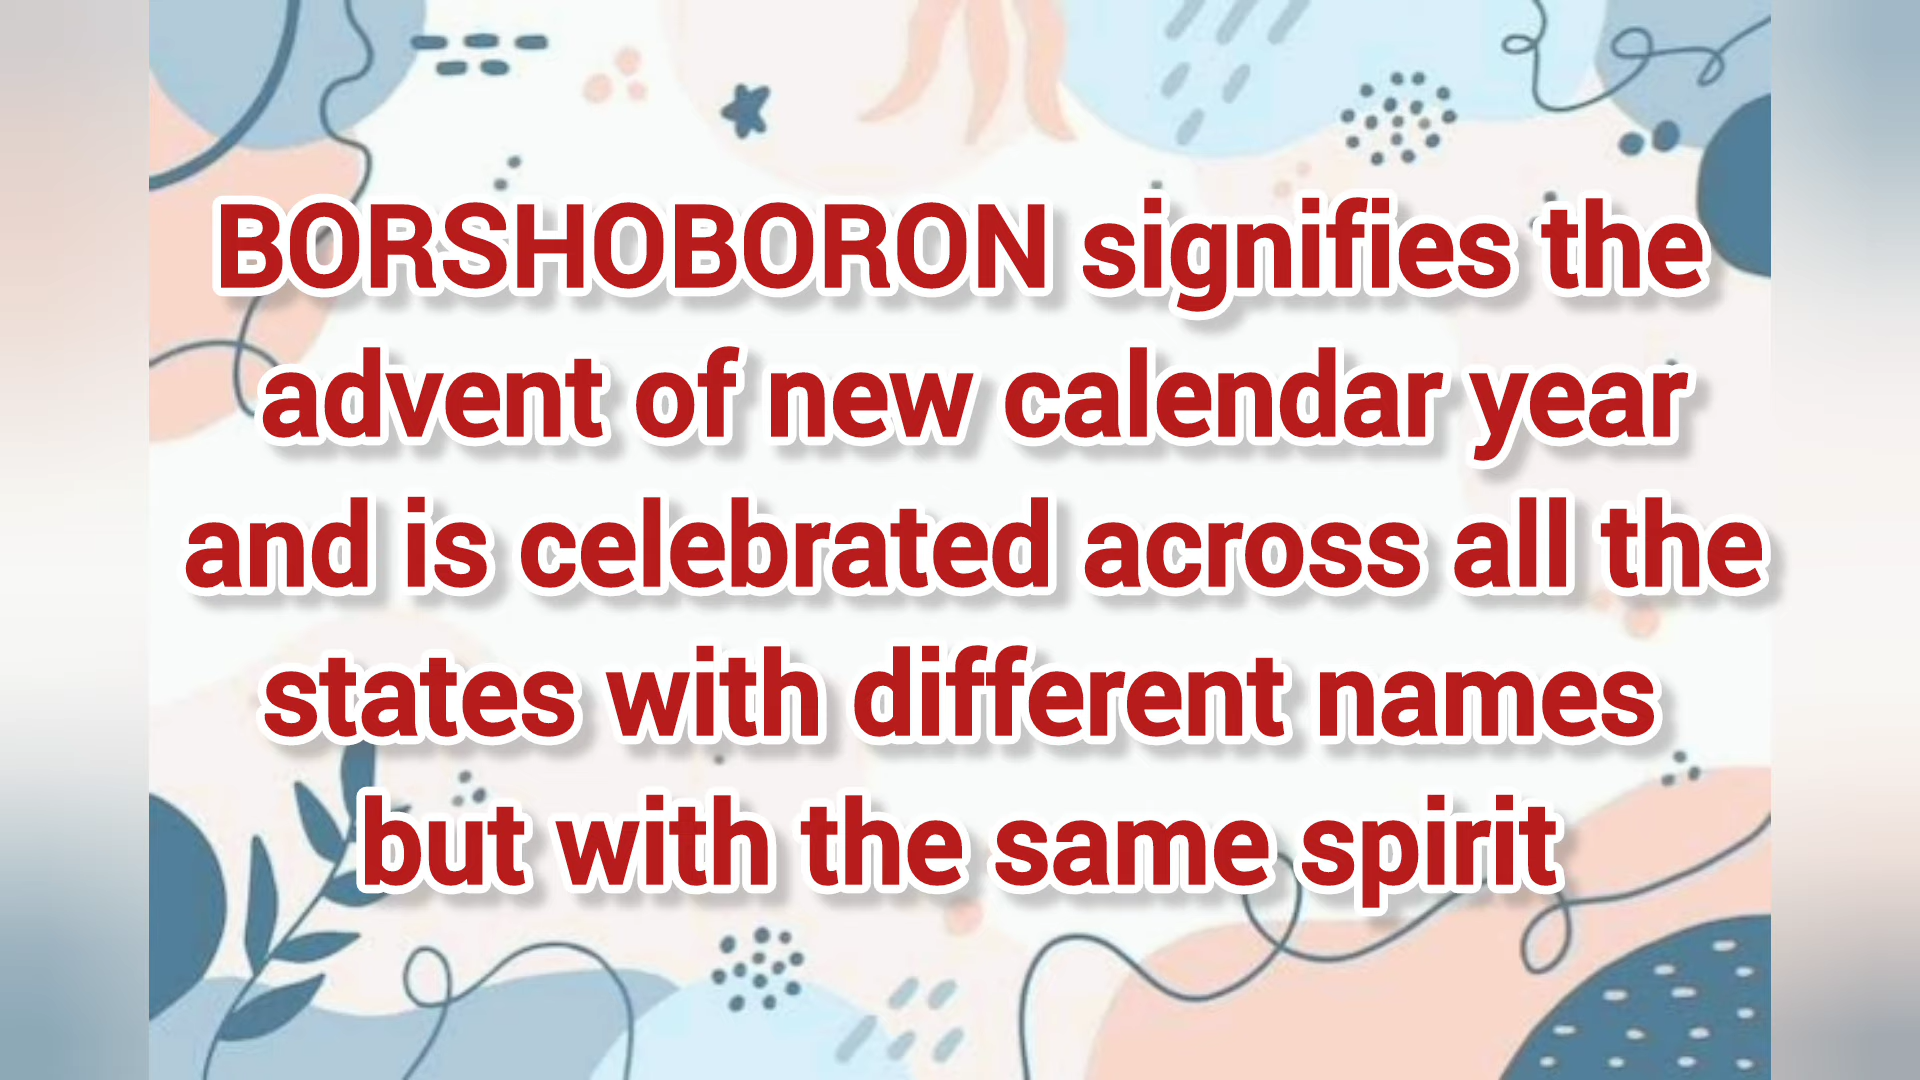 BORSHOBORON signifies the
advent of new calendar year
and is celebrated across all the
states with different names
but with the same spirit